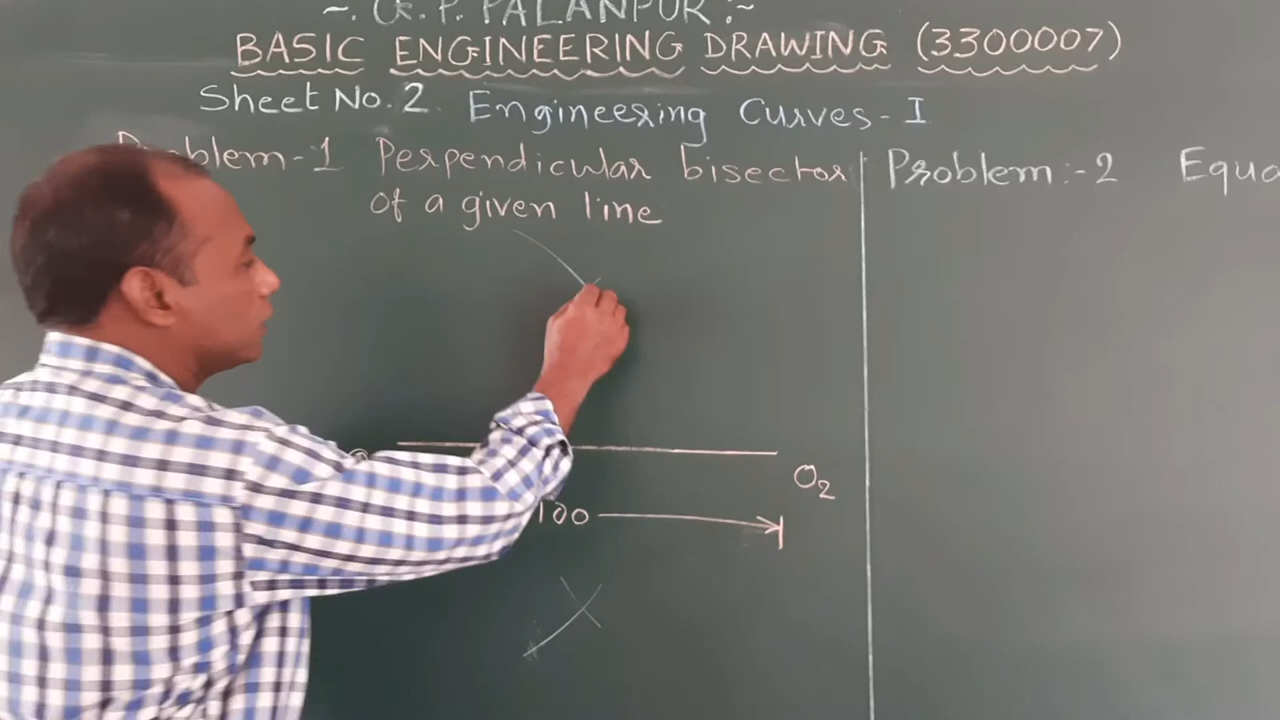 ~. G. P. PALANPUR :~
BASIC ENGINEERING DRAWING (3300007)
Sheet No. 2. Engineering Curves - I
Problem-1 Perpendicular bisector
of a given line
Problem:-2
O2
100